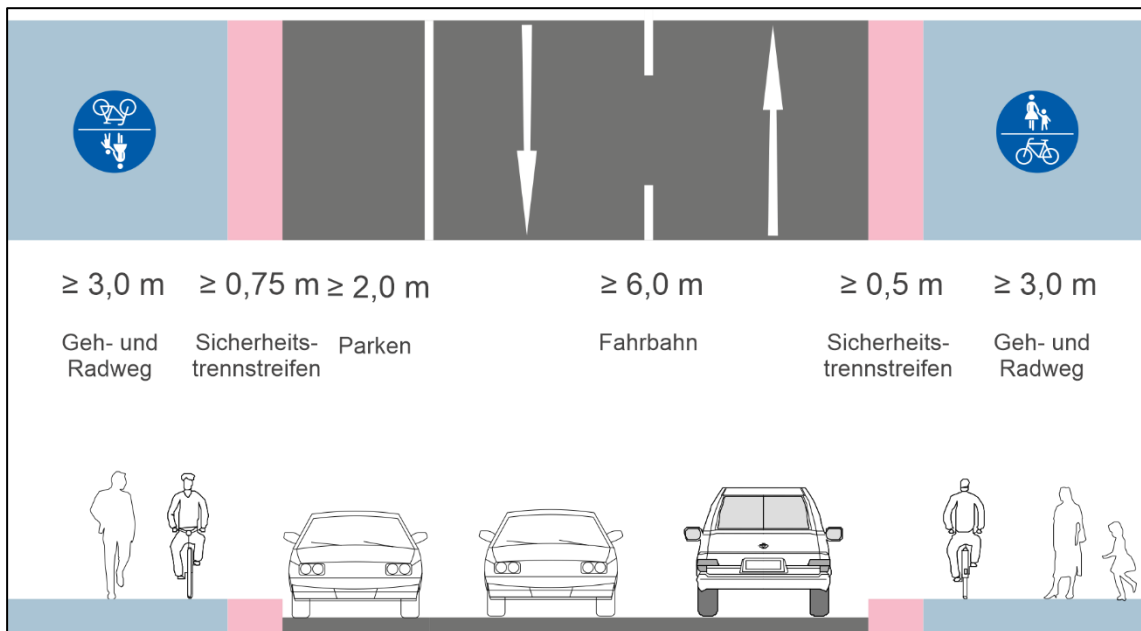 ≥ 3,0 m ≥ 0,75 m ≥ 2,0 m ≥ 6,0 m ≥ 0,5 m ≥ 3,0 m
Geh- und Sicherheits- Parken Fahrbahn Sicherheits- Geh- und
Radweg trennstreifen trennstreifen Radweg